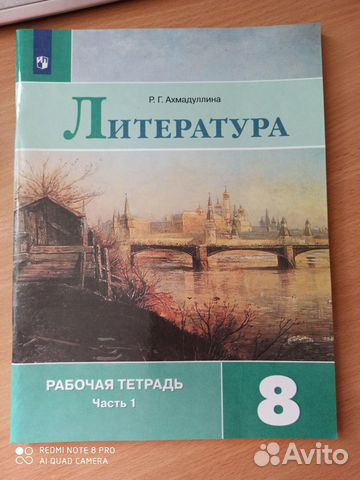 Р. Г. Ахмадуллина
ЛИТЕРАТУРА
РАБОЧАЯ ТЕТРАДЬ
Часть 1
8
REDMI NOTE 8 PRO
AI QUAD CAMERA
Avito